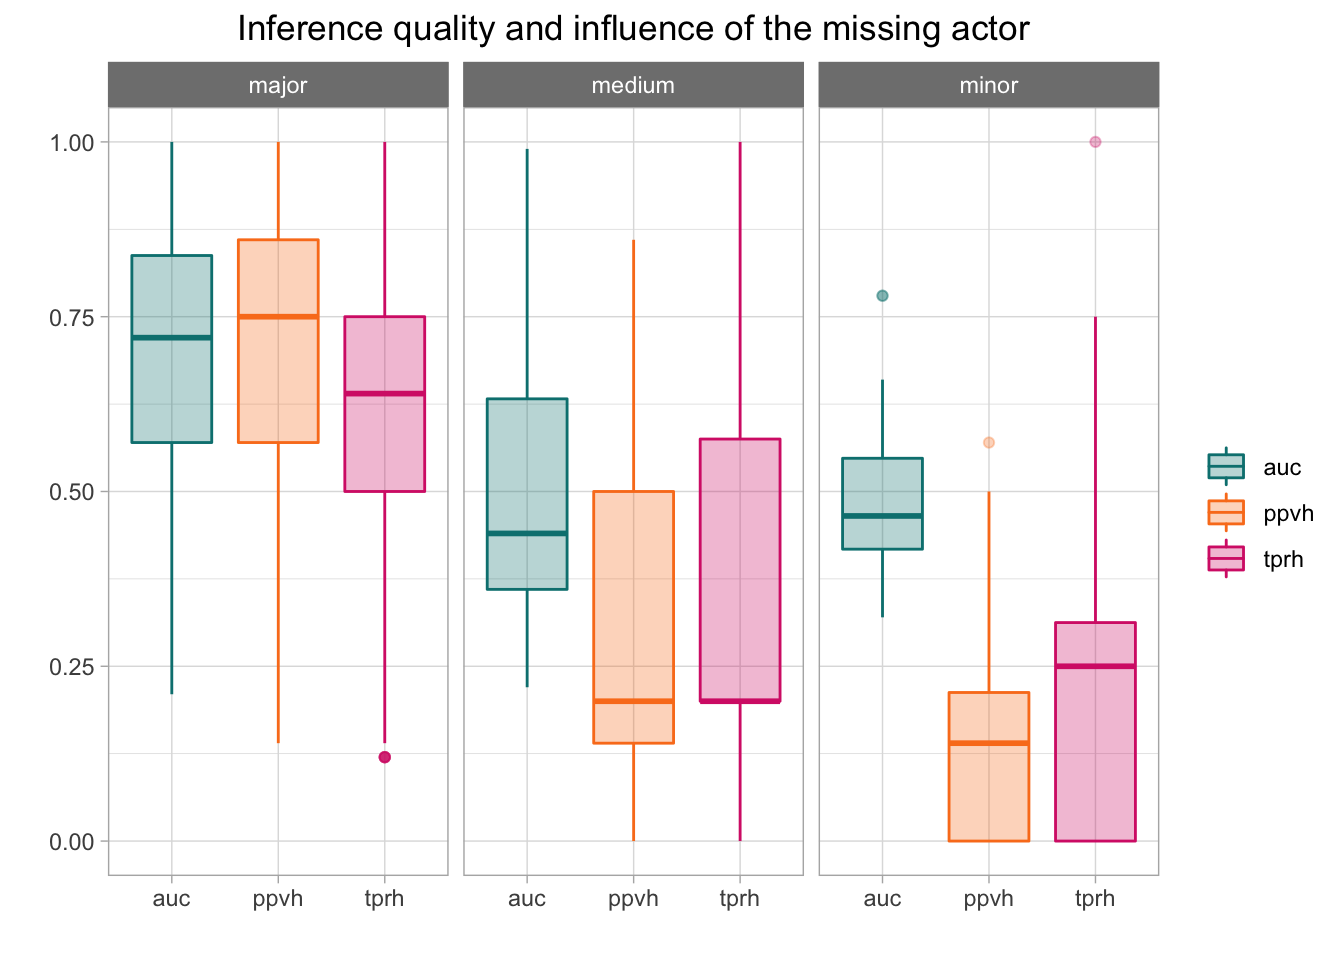 Inference quality and influence of the missing actor
major medium minor
1.00
0.75
0.50
0.25
0.00
auc ppvh tprh auc ppvh tprh auc ppvh tprh
auc
ppvh
tprh